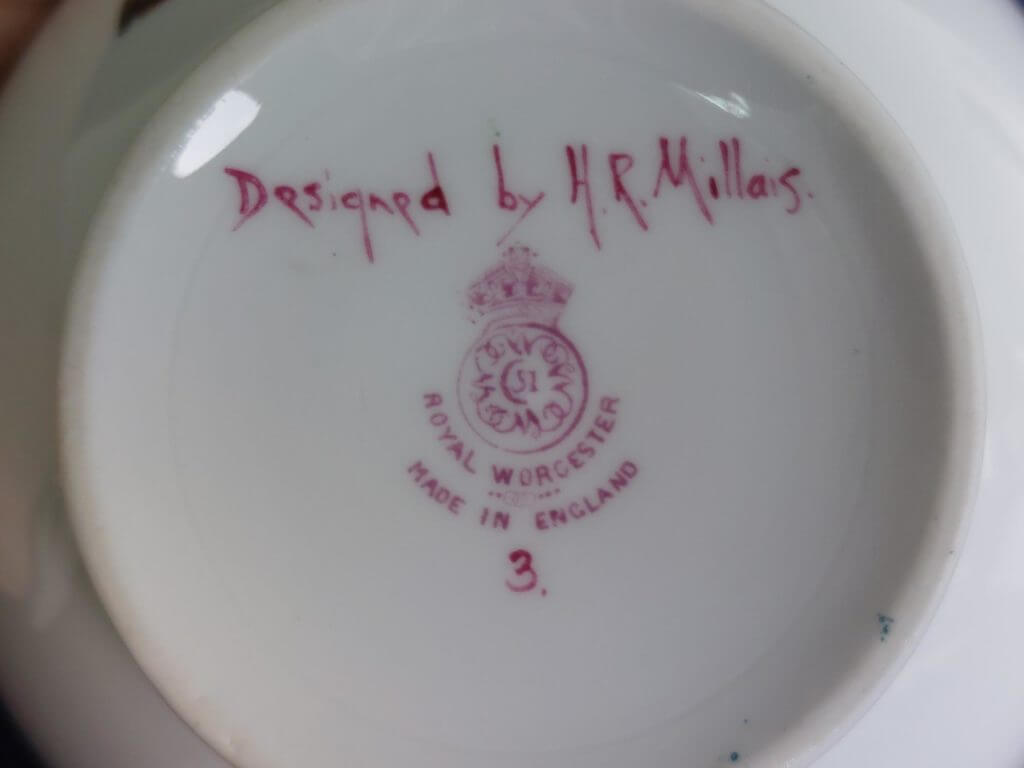 Designed by H.R.Millais.
51
ROYAL WORCESTER
MADE IN ENGLAND
3.